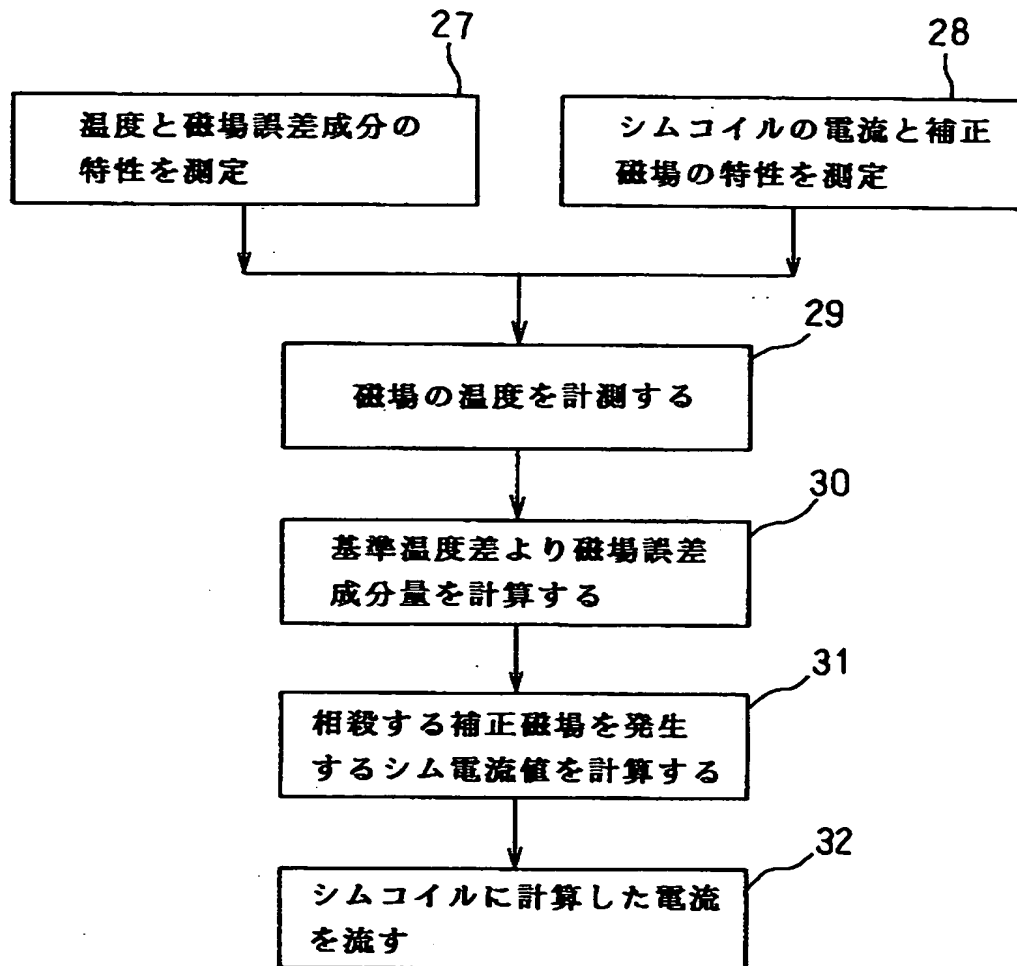 27
温度と磁場誤差成分の
特性を測定
28
シムコイルの電流と補正
磁場の特性を測定
29
磁場の温度を計測する
30
基準温度差より磁場誤差
成分量を計算する
31
相殺する補正磁場を発生
するシム電流値を計算する
32
シムコイルに計算した電流
を流す